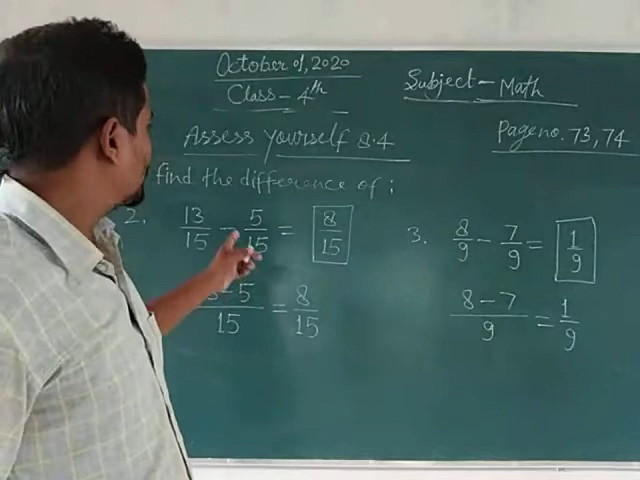 October 01, 2020
Class - 4th
Subject - Math
Assess yourself 8.4
Page no. 73, 74
find the difference of :
2. 13/15 - 5/15 = 8/15
- 5/15 = 8/15
3. 8/9 - 7/9 = 1/9
8 - 7/9 = 1/9